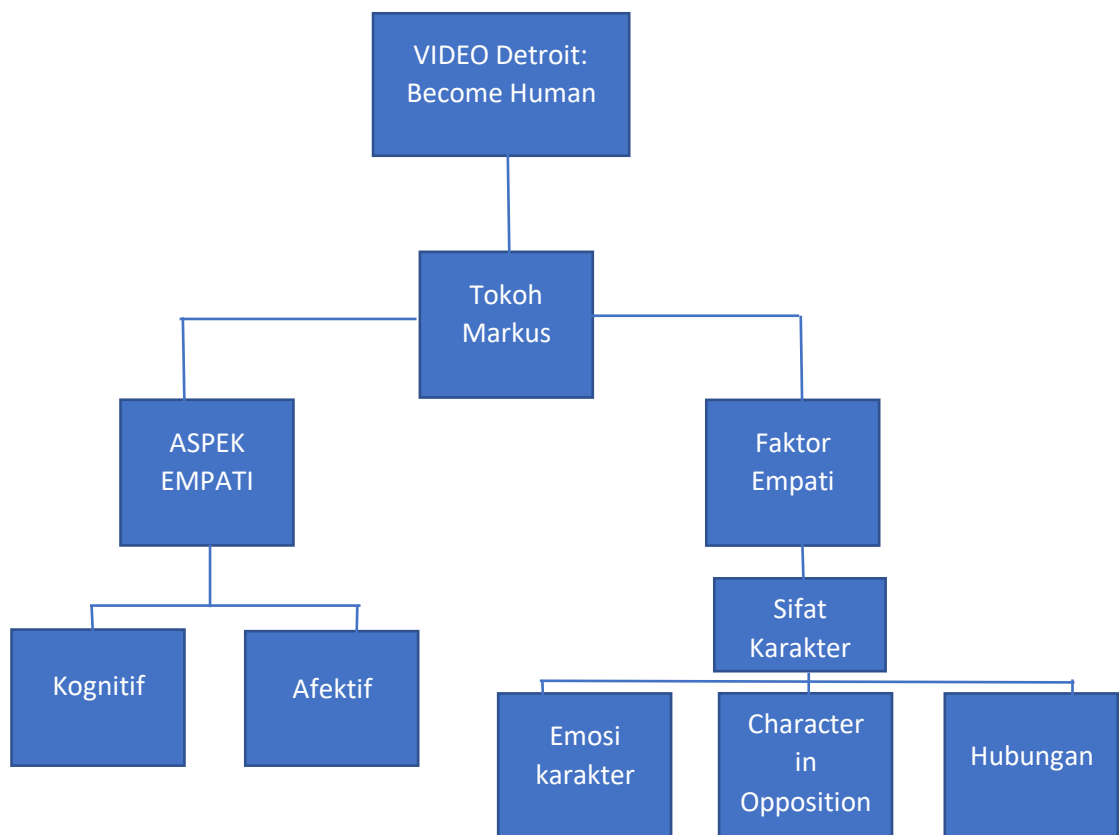 VIDEO Detroit:
Become Human
Tokoh
Markus
ASPEK
EMPATI
Faktor
Empati
Sifat
Karakter
Kognitif
Afektif
Emosi
karakter
Character
in
Opposition
Hubungan